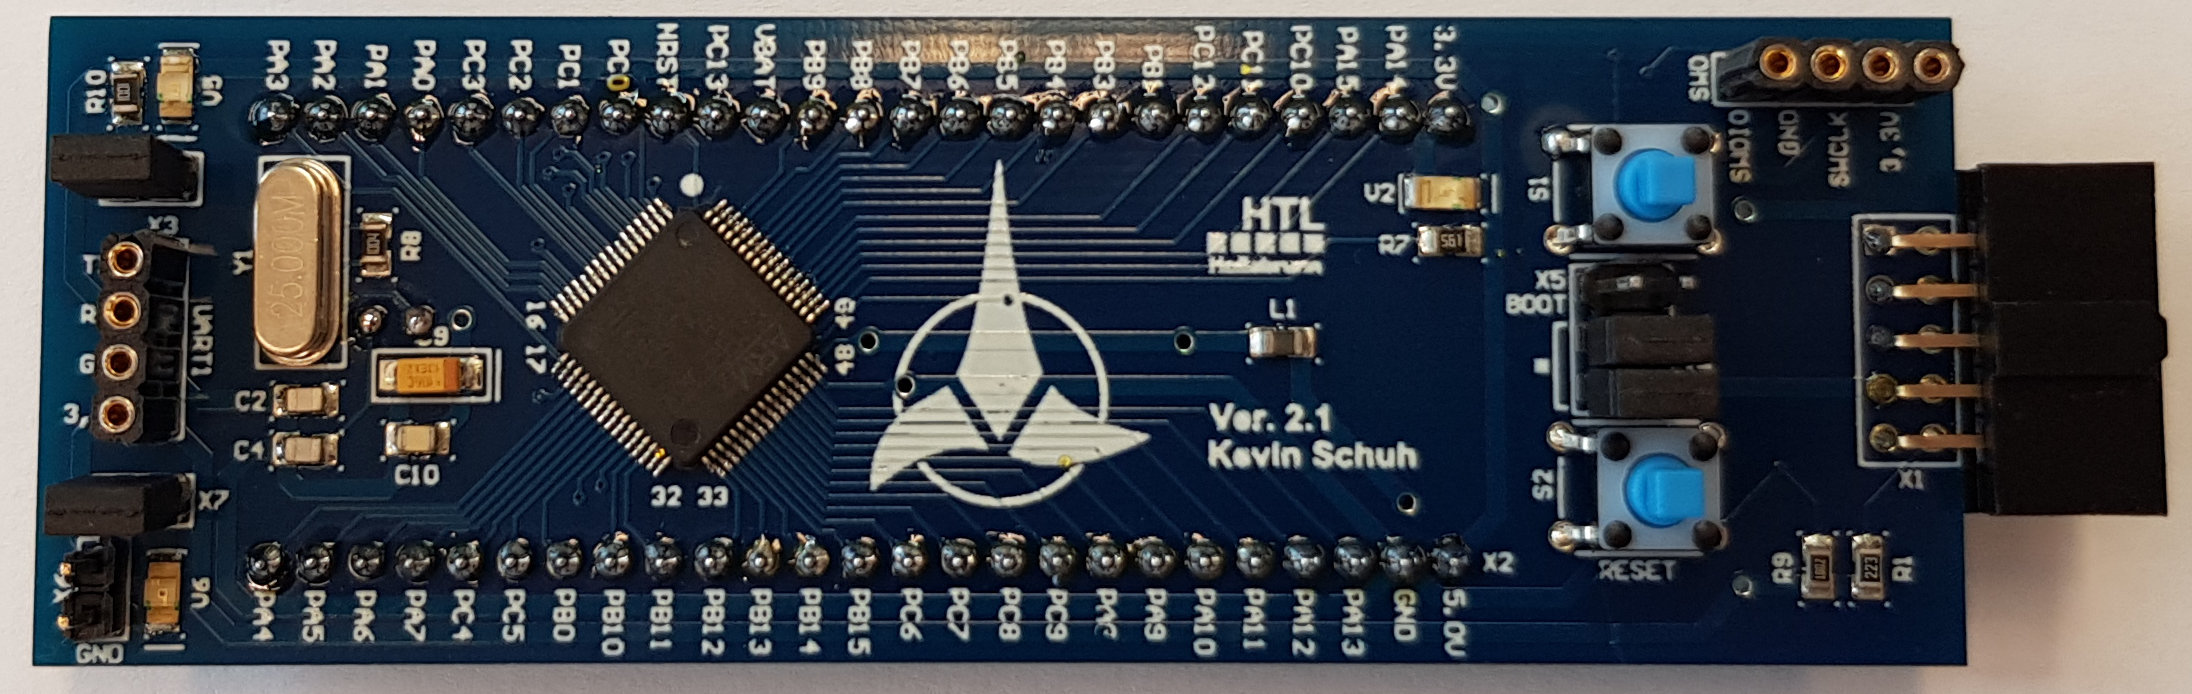 PA3
PA2
PA1
PA0
PC3
PC2
PC1
PC0
NRST
PC13
VBAT
PB9
PB8
PB7
PB6
PB5
PB4
PB3
PC12
PC11
PC10
PA15
PA14
3.3V
R10
V5
X3
UART1
T
R
G
3,
Y1
25.000M
R8
C2
C4
C10
16 17
49
48
32 33
HTL
Hollabrunn
V2
R7
561
L1
Ver. 2.1
Kevin Schuh
S1
X5
BOOT
S2
RESET
SWD
SWDIO
GND
SWCLK
3,3V
X1
R9
R1
223
X7
V6
GND
X2
PA4
PA5
PA6
PA7
PC4
PC5
PB0
PB10
PB11
PB12
PB13
PB14
PB15
PC6
PC7
PC8
PC9
PA9
PA10
PA11
PA12
PA13
GND
5.0V
ARM